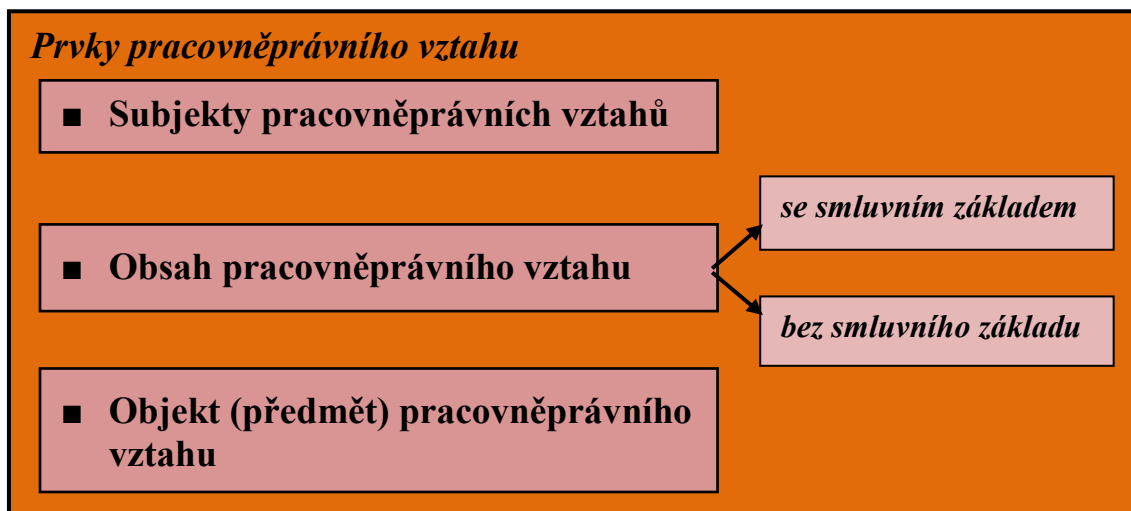 Prvky pracovněprávního vztahu
■ Subjekty pracovněprávních vztahů
se smluvním základem
■ Obsah pracovněprávního vztahu
bez smluvního základu
■ Objekt (předmět) pracovněprávního
vztahu